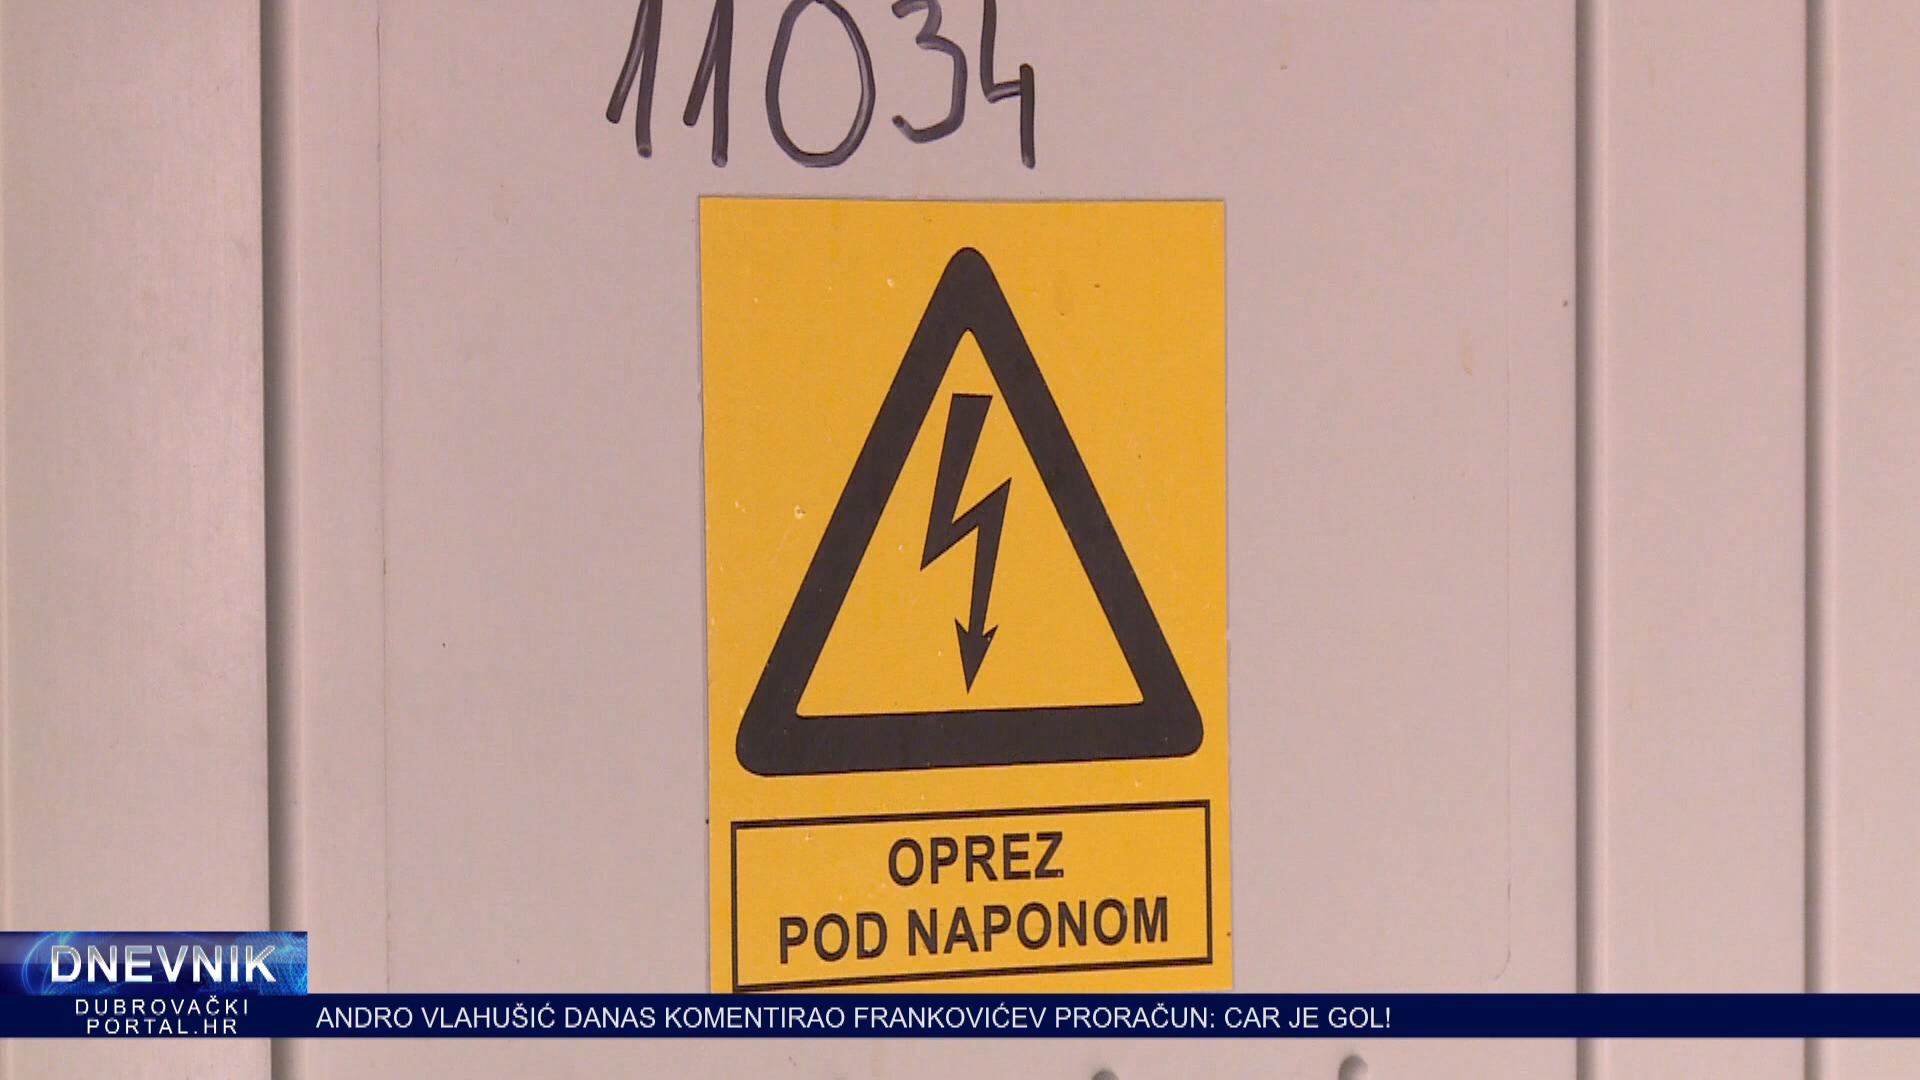 11034
OPREZ
POD NAPONOM
DNEVNIK
DUBROVAČKI
PORTAL.HR
ANDRO VLAHUŠIĆ DANAS KOMENTIRAO FRANKOVIĆEV PRORAČUN: CAR JE GOL!